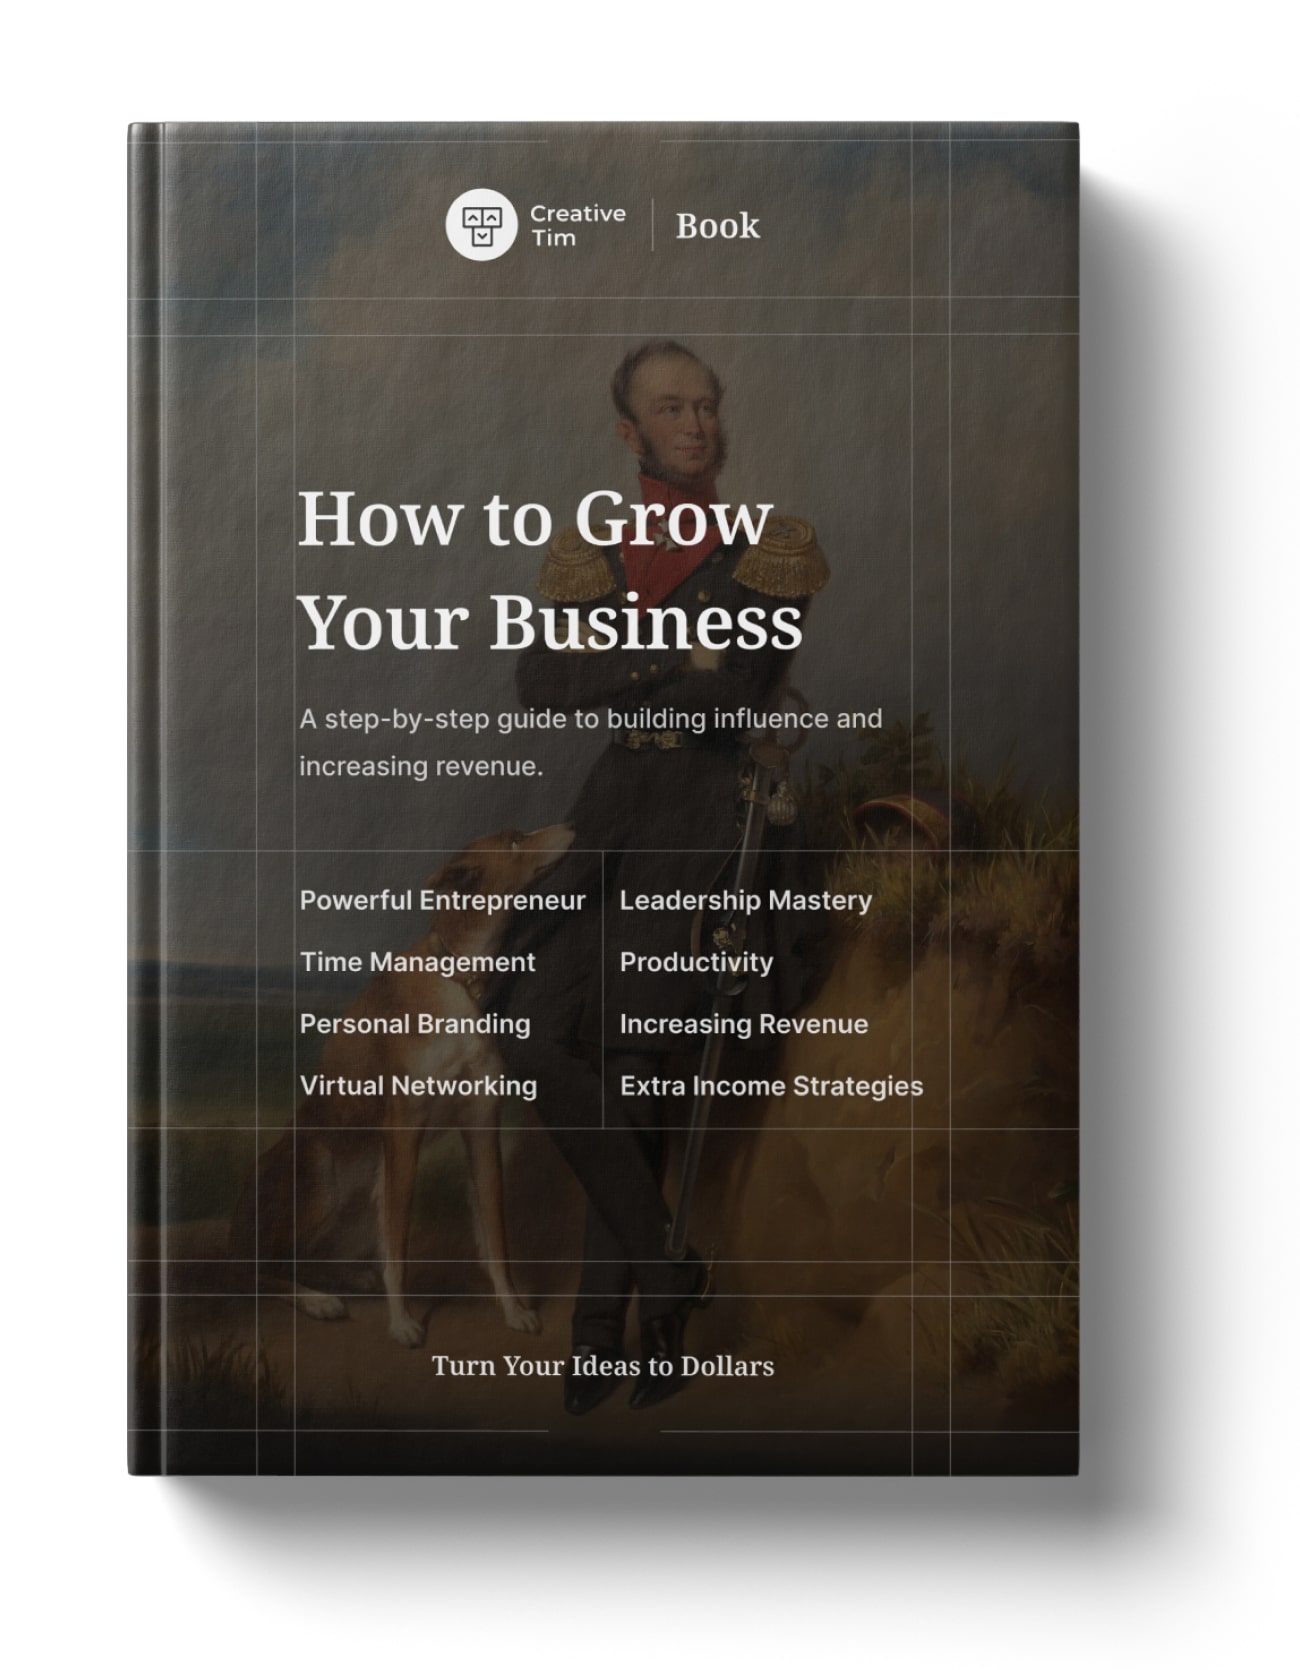 Creative
Tim
Book
How to Grow
Your Business
A step-by-step guide to building influence and
increasing revenue.
Powerful Entrepreneur
Time Management
Personal Branding
Virtual Networking
Leadership Mastery
Productivity
Increasing Revenue
Extra Income Strategies
Turn Your Ideas to Dollars